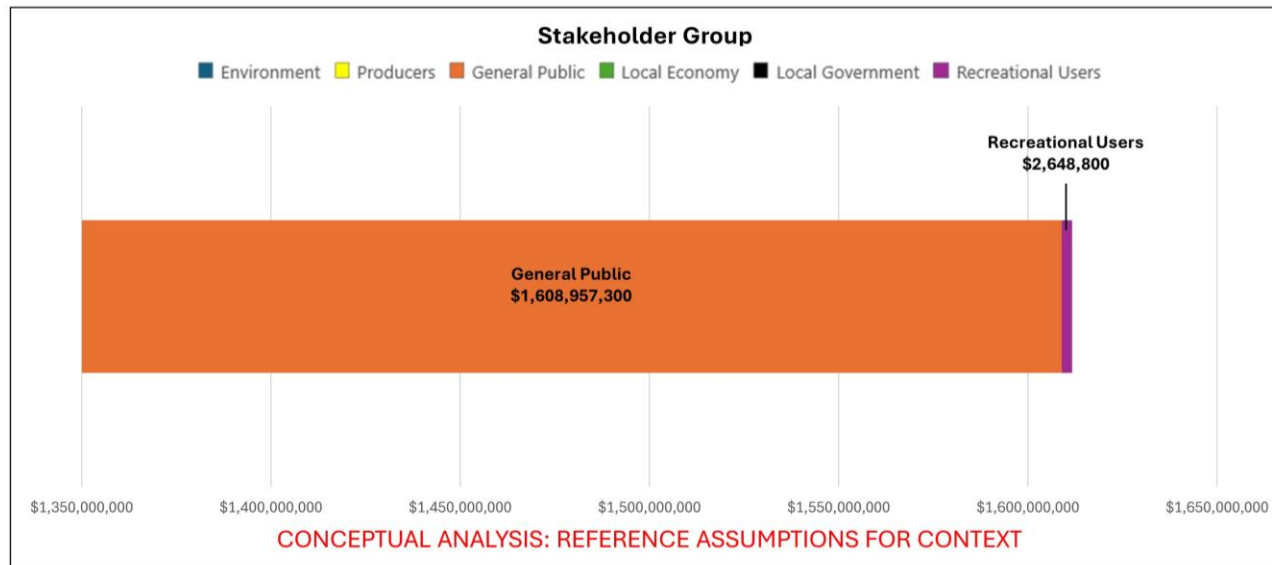 Stakeholder Group
Environment Producers General Public Local Economy Local Government Recreational Users
Recreational Users
$2,648,800
General Public
$1,608,957,300
$1,350,000,000 $1,400,000,000 $1,450,000,000 $1,500,000,000 $1,550,000,000 $1,600,000,000 $1,650,000,000
CONCEPTUAL ANALYSIS: REFERENCE ASSUMPTIONS FOR CONTEXT